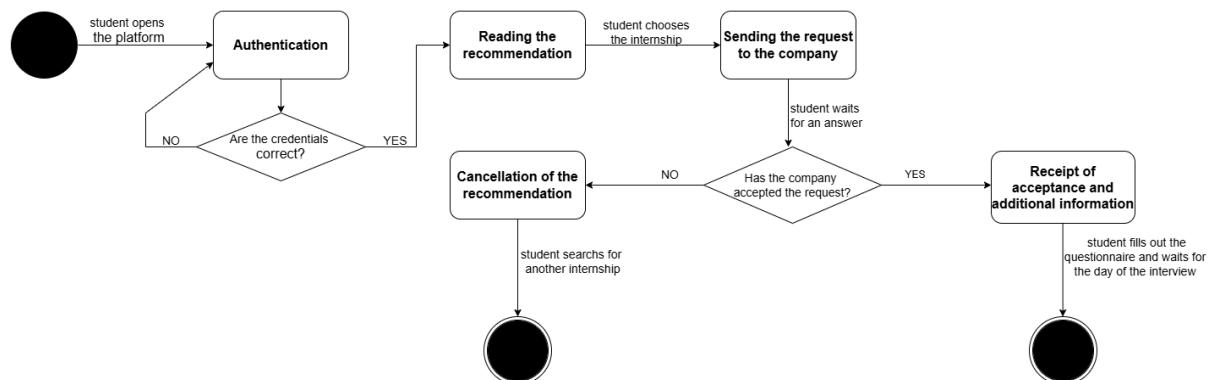 student opens
the platform
Authentication
Are the credentials
correct?
NO
YES
Reading the
recommendation
student chooses
the internship
Sending the request
to the company
student waits
for an answer
Has the company
accepted the request?
NO
YES
Cancellation of the
recommendation
student searchs for
another internship
Receipt of
acceptance and
additional information
student fills out the
questionnaire and waits for
the day of the interview